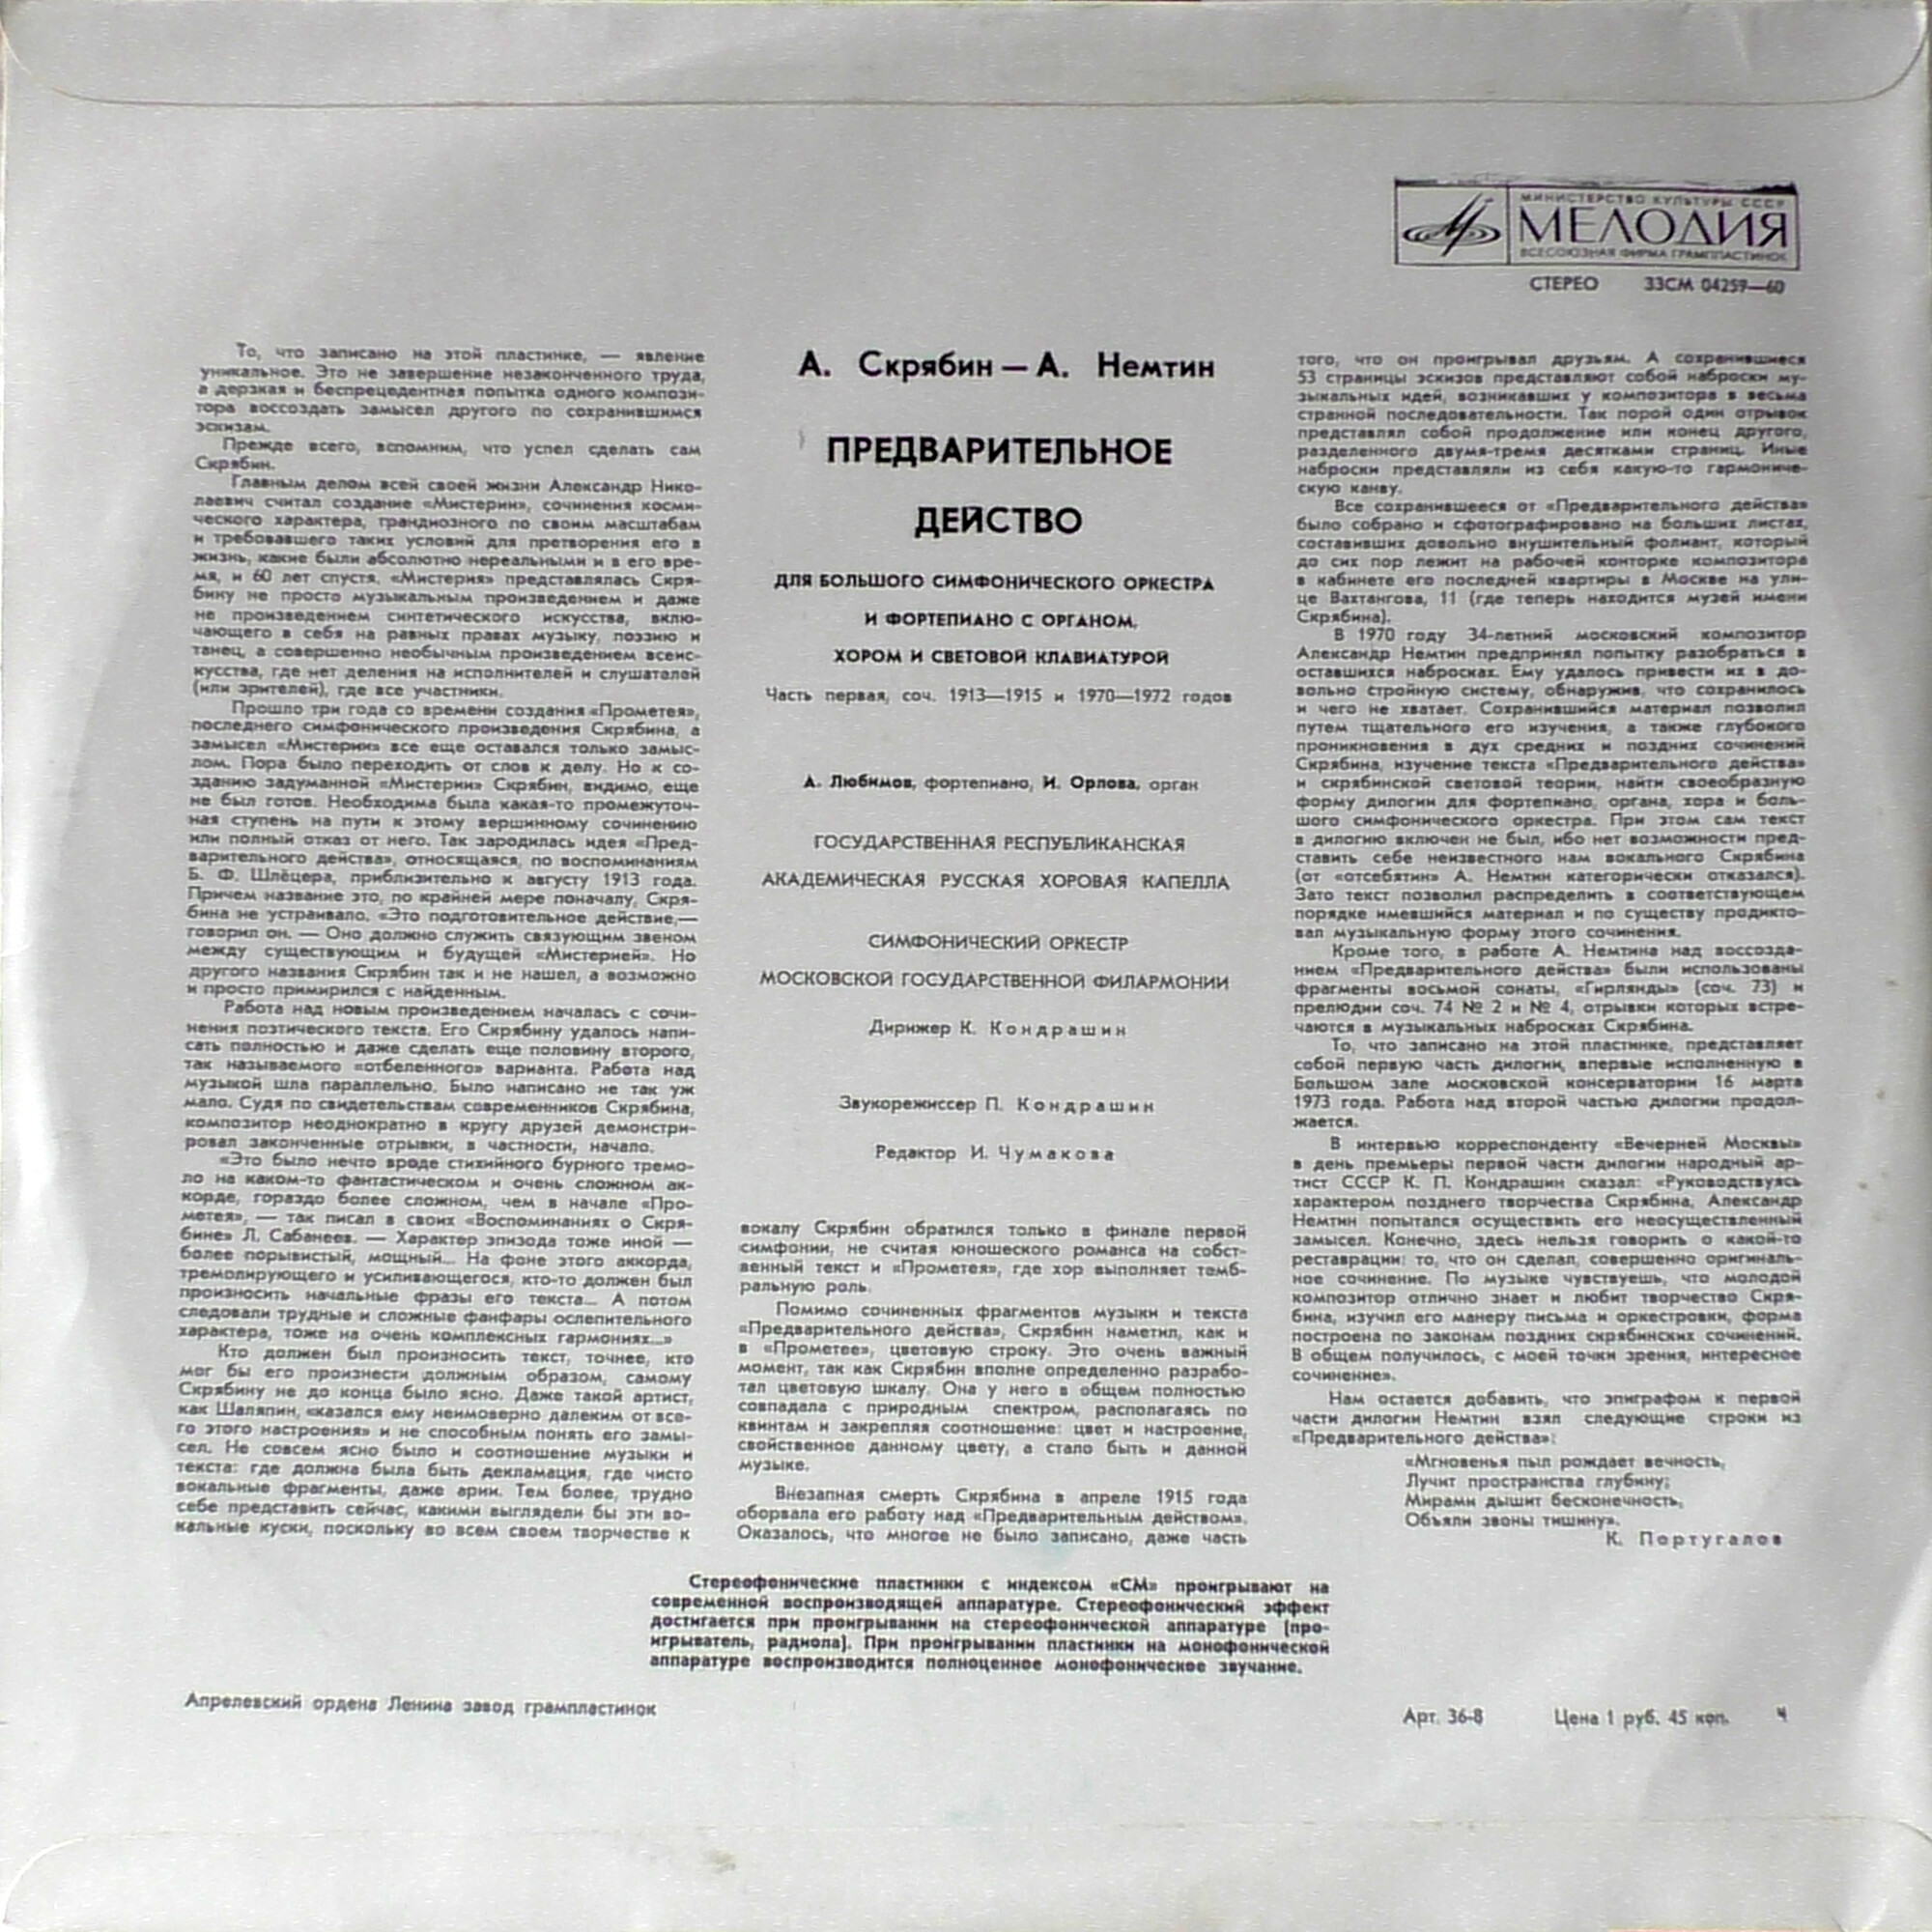 МИНИСТЕРСТВО КУЛЬТУРЫ СССР
МЕЛОДИЯ
ВСЕСОЮЗНАЯ ФИРМА ГРАМПЛАСТИНОК
СТЕРЕО 33СМ 04259—60
То, что записано на этой пластинке, — явление
уникальное. Это не завершение незаконченного труда,
а дерзкая и беспрецедентная попытка одного компози-
тора воссоздать замысел другого по сохранившимся
эскизам.
Прежде всего, вспомним, что успел сделать сам
Скрябин.
Главным делом всей своей жизни Александр Нико-
лаевич считал создание «Мистерии», сочинения косми-
ческого характера, грандиозного по своим масштабам
и требовавшего таких условий для претворения его в
жизнь, какие были абсолютно нереальными и в его вре-
мя, и 60 лет спустя. «Мистерия» представлялась Скря-
бину не просто музыкальным произведением и даже
не произведением синтетического искусства, вклю-
чающего в себя на равных правах музыку, поэзию и
танец, а совершенно необычным произведением всеис-
кусства, где нет деления на исполнителей и слушателей
(или зрителей), где все участники.
Прошло три года со времени создания «Прометея»,
последнего симфонического произведения Скрябина, а
замысел «Мистерии» все еще оставался только замыс-
лом. Пора было переходить от слов к делу. Но к со-
зданию задуманной «Мистерии» Скрябин, видимо, еще
не был готов. Необходима была какая-то промежуточ-
ная ступень на пути к этому вершинному сочинению
или полный отказ от него. Так зародилась идея «Пред-
варительного действа», относящаяся, по воспоминаниям
Б. Ф. Шлёцера, приблизительно к августу 1913 года.
Причем название это, по крайней мере поначалу, Скря-
бина не устраивало. «Это подготовительное действие,—
говорил он. — Оно должно служить связующим звеном
между существующим и будущей «Мистерией». Но
другого названия Скрябин так и не нашел, а возможно
и просто примирился с найденным.
Работа над новым произведением началась с сочи-
нения поэтического текста. Его Скрябину удалось напи-
сать полностью и даже сделать еще половину второго,
так называемого «отбеленного» варианта. Работа над
музыкой шла параллельно. Было написано не так уж
мало. Судя по свидетельствам современников Скрябина,
композитор неоднократно в кругу друзей демонстри-
ровал законченные отрывки, в частности, начало.
«Это было нечто вроде стихийного бурного тремо-
ло на каком-то фантастическом и очень сложном ак-
корде, гораздо более сложном, чем в начале «Про-
метея», — так писал в своих «Воспоминаниях о Скря-
бине» Л. Сабанеев. — Характер эпизода тоже иной —
более порывистый, мощный... На фоне этого аккорда,
тремолирующего и усиливающегося, кто-то должен был
произносить начальные фразы его текста... А потом
следовали трудные и сложные фанфары ослепительного
характера, тоже на очень комплексных гармониях...»
Кто должен был произносить текст, точнее, кто
мог бы его произнести должным образом, самому
Скрябину не до конца было ясно. Даже такой артист,
как Шаляпин, «казался ему неимоверно далеким от все-
го этого настроения» и не способным понять его замы-
сел. Не совсем ясно было и соотношение музыки и
текста: где должна была быть декламация, где чисто
вокальные фрагменты, даже арии. Тем более, трудно
себе представить сейчас, какими выглядели бы эти во-
кальные куски, поскольку во всем своем творчестве к
А. Скрябин — А. Немтин
ПРЕДВАРИТЕЛЬНОЕ
ДЕЙСТВО
ДЛЯ БОЛЬШОГО СИМФОНИЧЕСКОГО ОРКЕСТРА
И ФОРТЕПИАНО С ОРГАНОМ,
ХОРОМ И СВЕТОВОЙ КЛАВИАТУРОЙ
Часть первая, соч. 1913—1915 и 1970—1972 годов
А. Любимов, фортепиано, И. Орлова, орган
ГОСУДАРСТВЕННАЯ РЕСПУБЛИКАНСКАЯ
АКАДЕМИЧЕСКАЯ РУССКАЯ ХОРОВАЯ КАПЕЛЛА
СИМФОНИЧЕСКИЙ ОРКЕСТР
МОСКОВСКОЙ ГОСУДАРСТВЕННОЙ ФИЛАРМОНИИ
Дирижер К. Кондрашин
Звукорежиссер П. Кондрашин
Редактор И. Чумакова
вокалу Скрябин обратился только в финале первой
симфонии, не считая юношеского романса на собст-
венный текст и «Прометея», где хор выполняет темб-
ральную роль.
Помимо сочиненных фрагментов музыки и текста
«Предварительного действа», Скрябин наметил, как и
в «Прометее», цветовую строку. Это очень важный
момент, так как Скрябин вполне определенно разрабо-
тал цветовую шкалу. Она у него в общем полностью
совпадала с природным спектром, располагаясь по
квинтам и закрепляя соотношение: цвет и настроение,
свойственное данному цвету, а стало быть и данной
музыке.
Внезапная смерть Скрябина в апреле 1915 года
оборвала его работу над «Предварительным действом».
Оказалось, что многое не было записано, даже часть
того, что он проигрывал друзьям. А сохранившиеся
53 страницы эскизов представляют собой наброски му-
зыкальных идей, возникавших у композитора в весьма
странной последовательности. Так порой один отрывок
представлял собой продолжение или конец другого,
разделенного двумя-тремя десятками страниц. Иные
наброски представляли из себя какую-то гармониче-
скую канву.
Все сохранившееся от «Предварительного действа»
было собрано и сфотографировано на больших листах,
составивших довольно внушительный фолиант, который
до сих пор лежит на рабочей конторке композитора
в кабинете его последней квартиры в Москве на ули-
це Вахтангова, 11 (где теперь находится музей имени
Скрябина).
В 1970 году 34-летний московский композитор
Александр Немтин предпринял попытку разобраться в
оставшихся набросках. Ему удалось привести их в до-
вольно стройную систему, обнаружив, что сохранилось
и чего не хватает. Сохранившийся материал позволил
путем тщательного его изучения, а также глубокого
проникновения в дух средних и поздних сочинений
Скрябина, изучение текста «Предварительного действа»
и скрябинской световой теории, найти своеобразную
форму дилогии для фортепиано, органа, хора и боль-
шого симфонического оркестра. При этом сам текст
в дилогию включен не был, ибо нет возможности пред-
ставить себе неизвестного нам вокального Скрябина
(от «отсебятин» А. Немтин категорически отказался).
Зато текст позволил распределить в соответствующем
порядке имевшийся материал и по существу продикто-
вал музыкальную форму этого сочинения.
Кроме того, в работе А. Немтина над воссозда-
нием «Предварительного действа» были использованы
фрагменты восьмой сонаты, «Гирлянды» (соч. 73) и
прелюдии соч. 74 № 2 и № 4, отрывки которых встре-
чаются в музыкальных набросках Скрябина.
То, что записано на этой пластинке, представляет
собой первую часть дилогии, впервые исполненную в
Большом зале московской консерватории 16 марта
1973 года. Работа над второй частью дилогии продол-
жается.
В интервью корреспонденту «Вечерней Москвы»
в день премьеры первой части дилогии народный ар-
тист СССР К. П. Кондрашин сказал: «Руководствуясь
характером позднего творчества Скрябина, Александр
Немтин попытался осуществить его неосуществленный
замысел. Конечно, здесь нельзя говорить о какой-то
реставрации: то, что он сделал, совершенно оригиналь-
ное сочинение. По музыке чувствуешь, что молодой
композитор отлично знает и любит творчество Скря-
бина, изучил его манеру письма и оркестровки, форма
построена по законам поздних скрябинских сочинений.
В общем получилось, с моей точки зрения, интересное
сочинение».
Нам остается добавить, что эпиграфом к первой
части дилогии Немтин взял следующие строки из
«Предварительного действа»:
«Мгновенья пыл рождает вечность,
Лучит пространства глубину;
Мирами дышит бесконечность,
Объяли звоны тишину».
К. Португалов
Стереофонические пластинки с индексом «СМ» проигрывают на
современной воспроизводящей аппаратуре. Стереофонический эффект
достигается при проигрывании на стереофонической аппаратуре (про-
игрыватель, радиола). При проигрывании пластинки на монофонической
аппаратуре воспроизводится полноценное монофоническое звучание.
Апрелевский ордена Ленина завод грампластинок
Арт. 36-8 Цена 1 руб. 45 коп. Ч